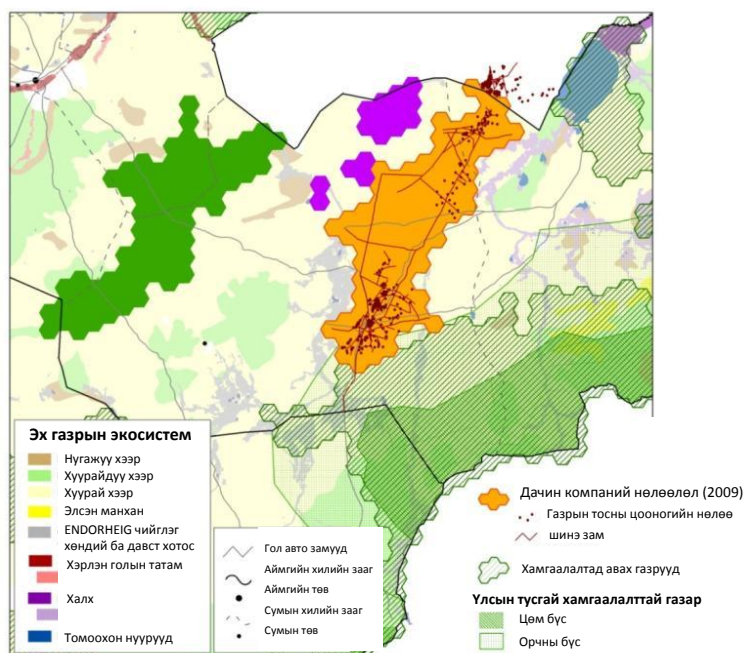 Эх газрын экосистем
Нугажуу хээр
Хуурайдуу хээр
Хуурай хээр
Элсэн манхан
ENDORHEIG чийглэг
хөндий ба давст хотос
Хэрлэн голын татам
Халх
Томоохон нуурууд
Гол авто замууд
Аймгийн хилийн зааг
Аймгийн төв
Сумын хилийн зааг
Сумын төв
Дачин компаний нөлөөлөл (2009)
Газрын тосны цооногийн нөлөө
шинэ зам
Хамгаалалтад авах газрууд
Үлсын тусгай хамгаалалттай газар
Цөм бүс
Орчны бүс